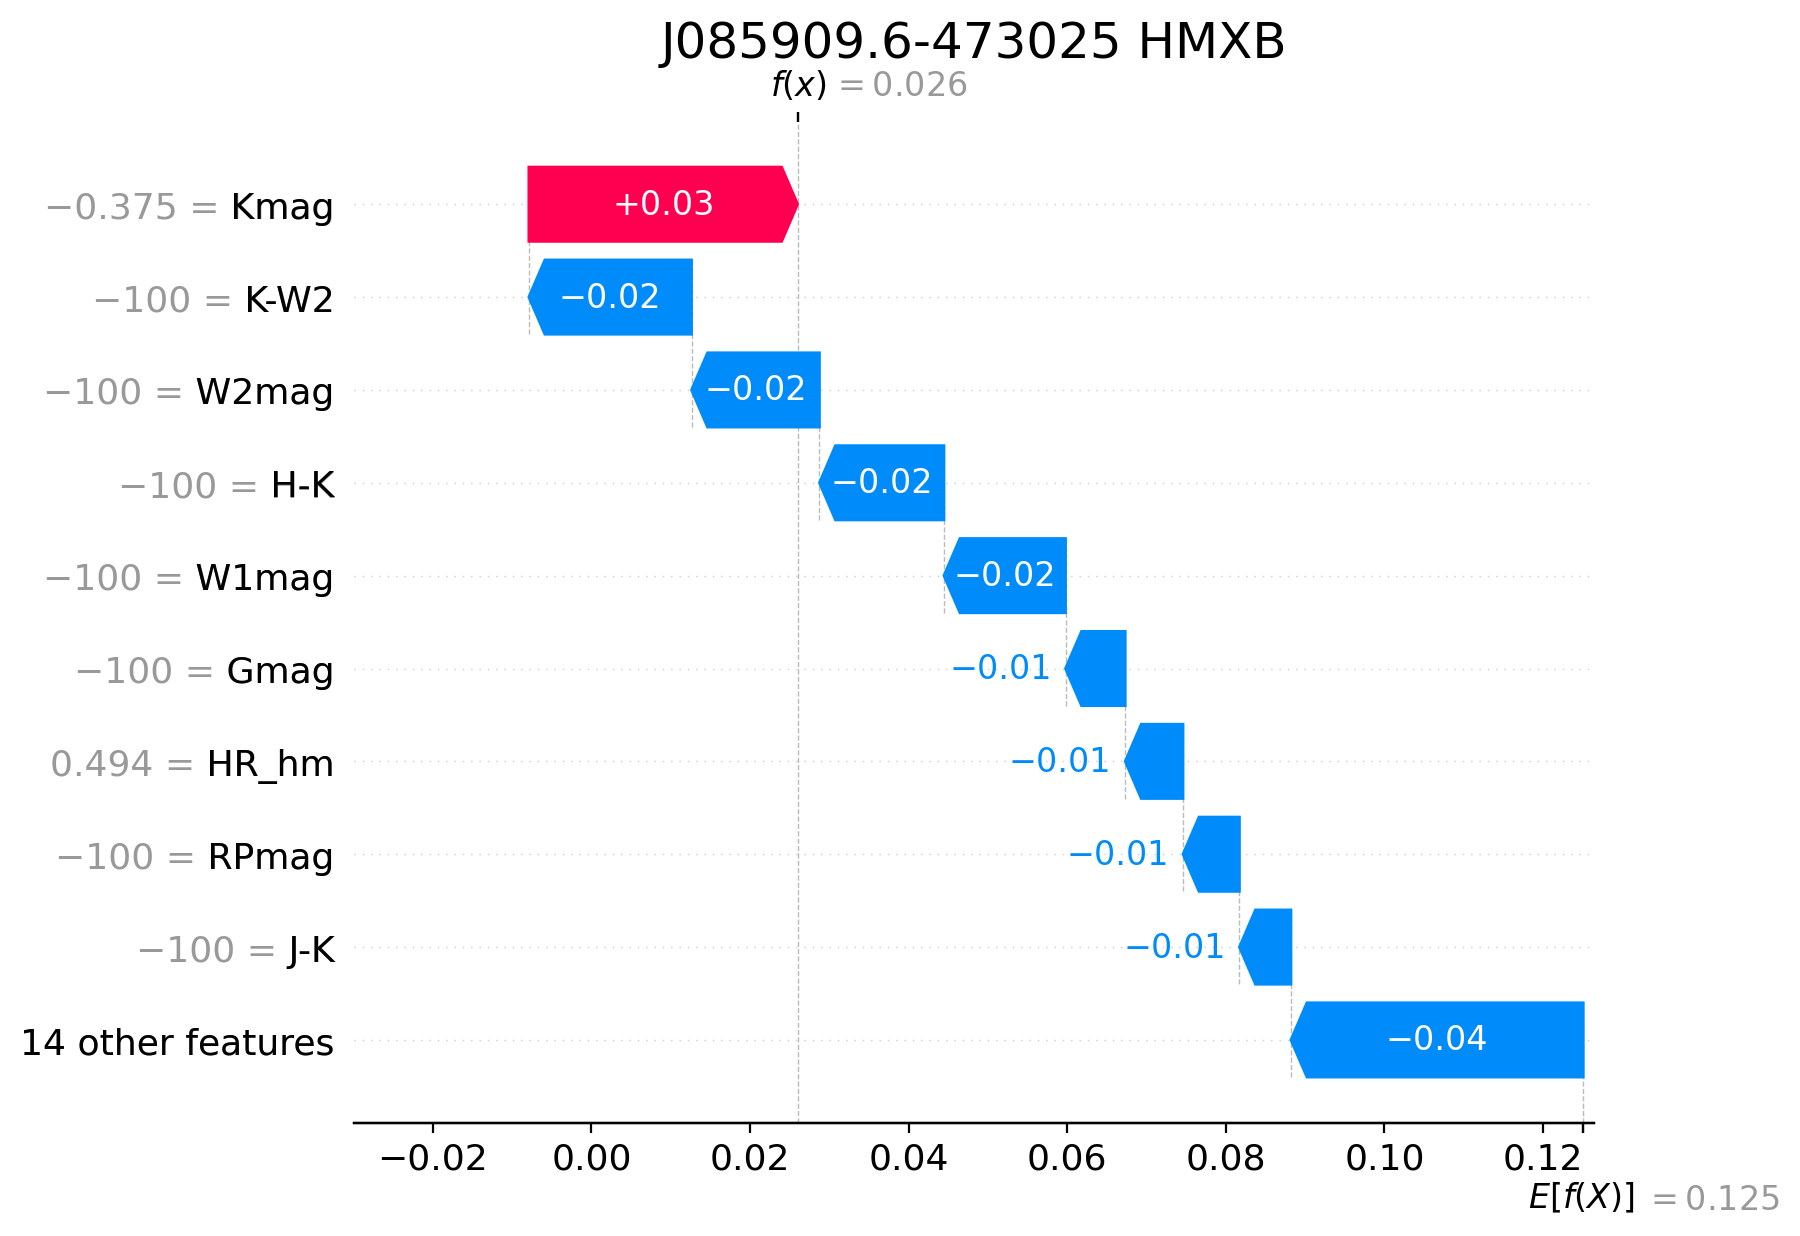 J085909.6-473025 HMXB
f(x) = 0.026
−0.375 = Kmag
+0.03
−100 = K-W2
−0.02
−100 = W2mag
−0.02
−100 = H-K
−0.02
−100 = W1mag
−0.02
−100 = Gmag
−0.01
0.494 = HR_hm
−0.01
−100 = RPmag
−0.01
−100 = J-K
−0.01
14 other features
−0.04
−0.02 0.00 0.02 0.04 0.06 0.08 0.10 0.12
E[f(X)] = 0.125